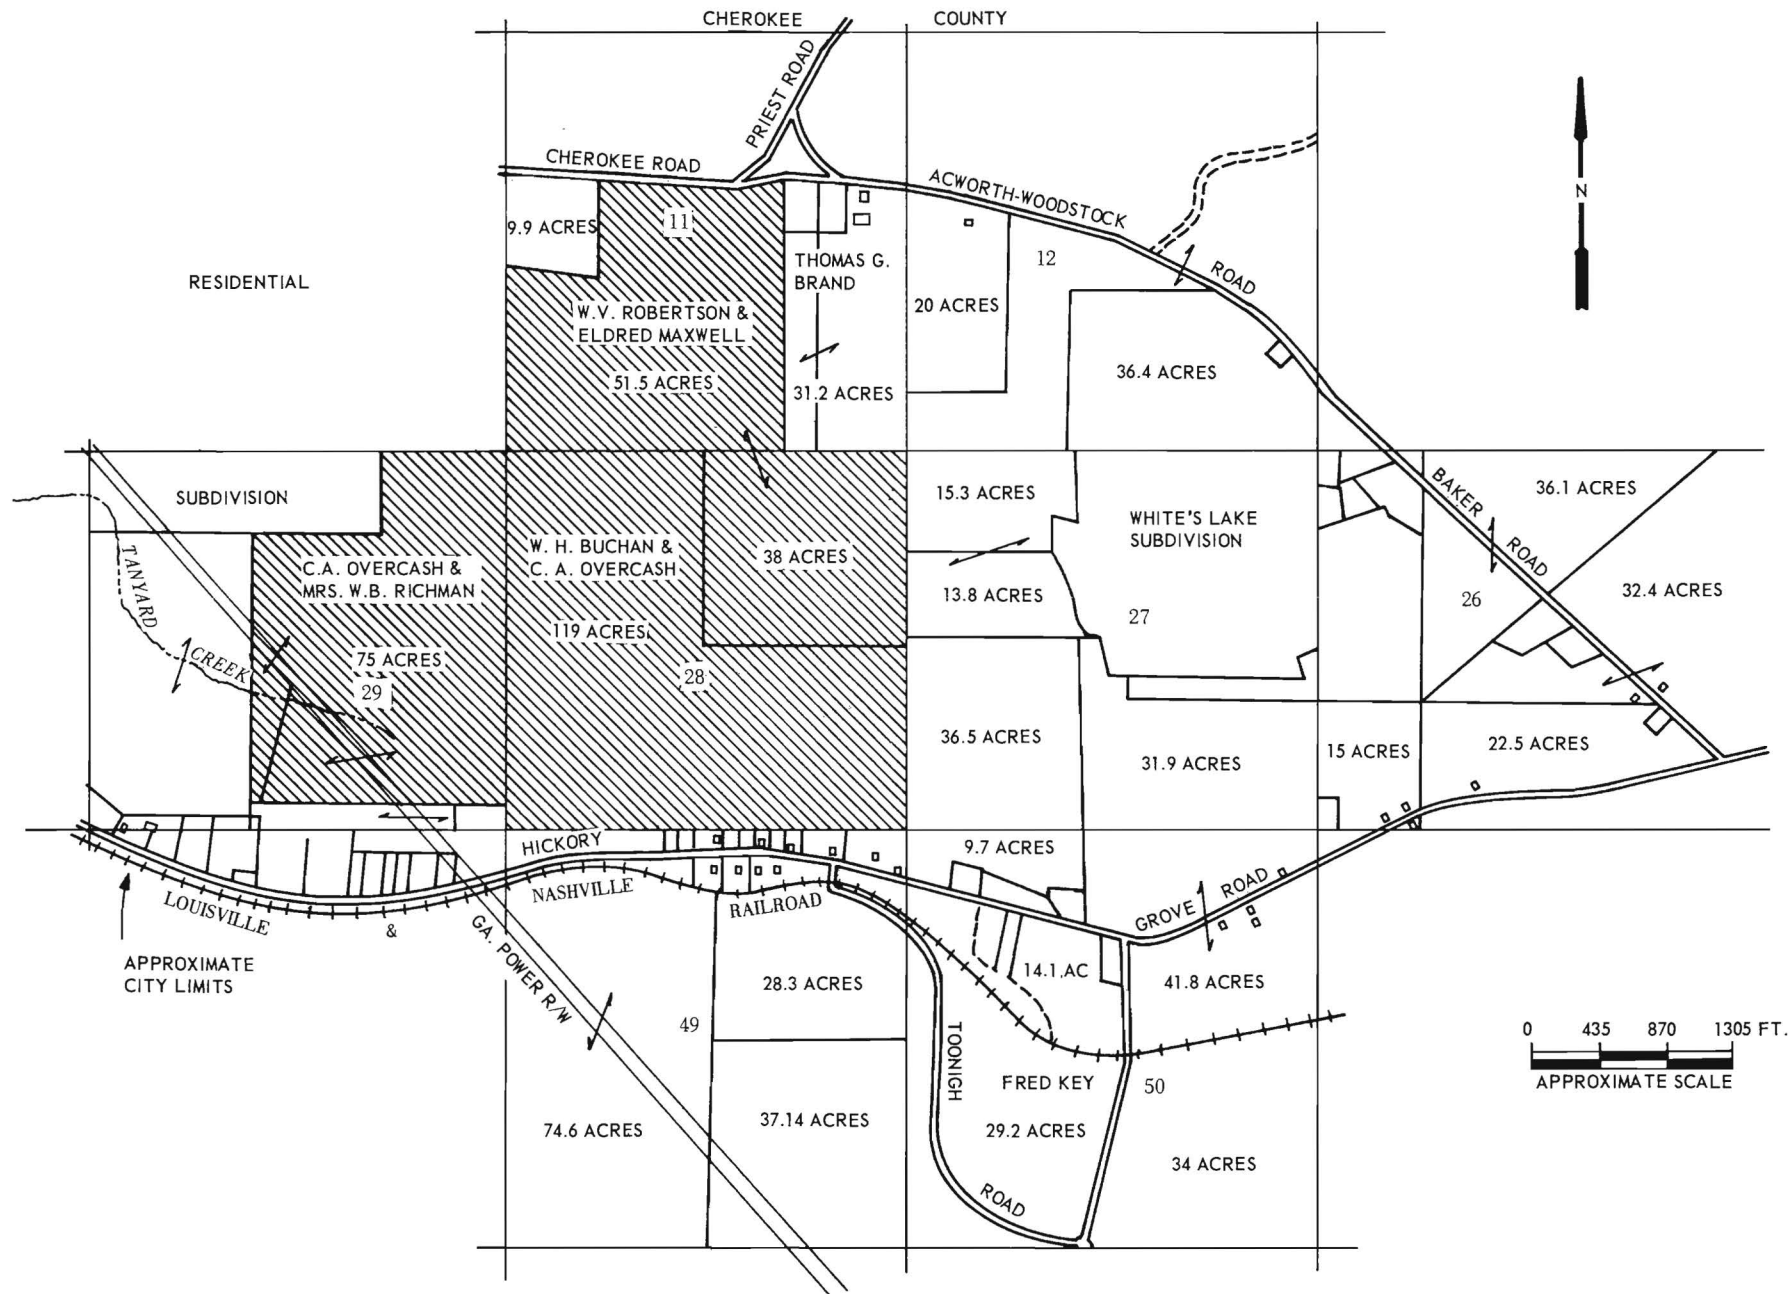 CHEROKEE COUNTY
PRIEST ROAD
CHEROKEE ROAD
ACWORTH-WOODSTOCK
ROAD
N
9.9 ACRES
11
RESIDENTIAL
THOMAS G.
BRAND
12
20 ACRES
W.V. ROBERTSON &
ELDRED MAXWELL
51.5 ACRES
31.2 ACRES
36.4 ACRES
SUBDIVISION
15.3 ACRES
WHITE'S LAKE
SUBDIVISION
BAKER
ROAD
36.1 ACRES
TANYARD
CREEK
C.A. OVERCASH &
MRS. W.B. RICHMAN
W. H. BUCHAN &
C. A. OVERCASH
38 ACRES
13.8 ACRES
27
26
32.4 ACRES
119 ACRES
75 ACRES
29
28
36.5 ACRES
31.9 ACRES
15 ACRES
22.5 ACRES
HICKORY
GROVE ROAD
9.7 ACRES
LOUISVILLE
&
NASHVILLE
RAILROAD
GA. POWER R/W
APPROXIMATE
CITY LIMITS
28.3 ACRES
14.1.AC
41.8 ACRES
49
TOONIGH
ROAD
FRED KEY
50
29.2 ACRES
74.6 ACRES
37.14 ACRES
34 ACRES
0 435 870 1305 FT.
APPROXIMATE SCALE